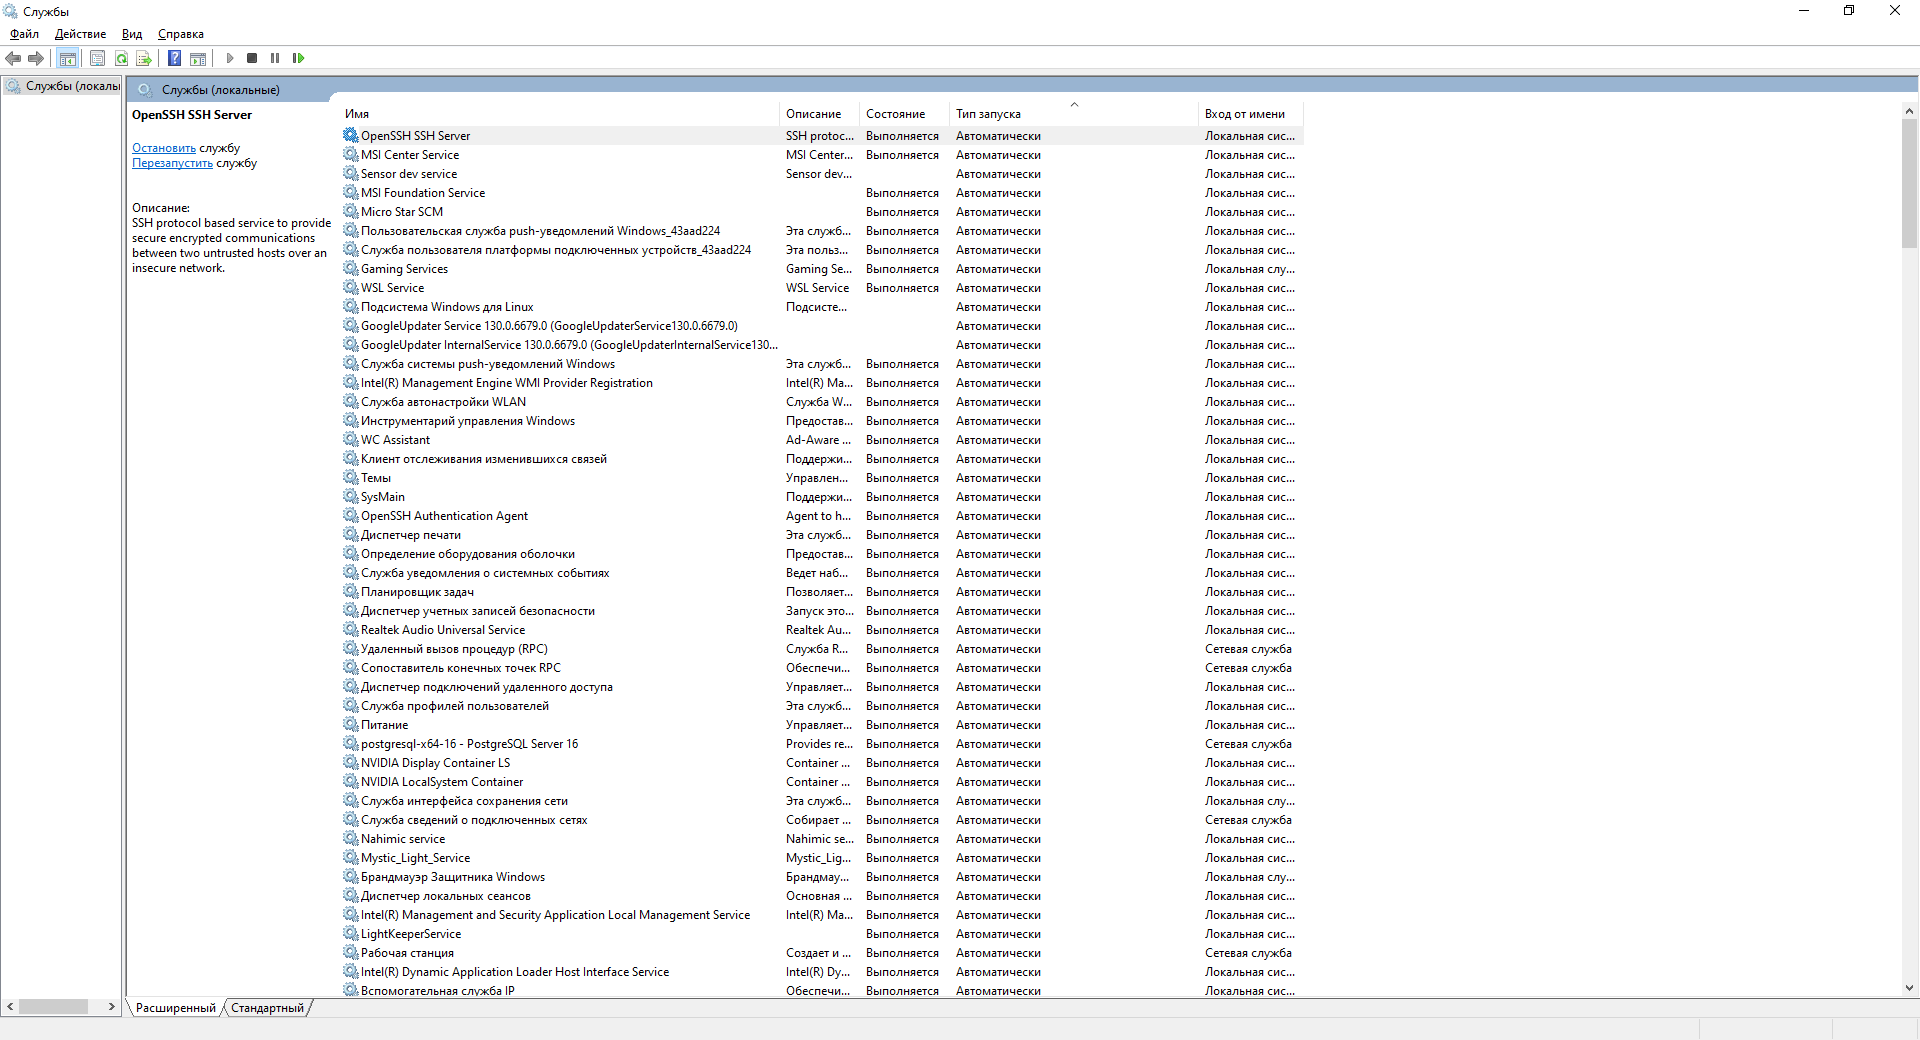 Службы
Файл Действие Вид Справка
Службы (локаль
Службы (локальные)
OpenSSH SSH Server
Остановить службу
Перезапустить службу
Описание:
SSH protocol based service to provide
secure encrypted communications
between two untrusted hosts over an
insecure network.
Имя Описание Состояние Тип запуска Вход от имени
OpenSSH SSH Server SSH protoc... Выполняется Автоматически Локальная сис...
MSI Center Service MSI Center... Выполняется Автоматически Локальная сис...
Sensor dev service Sensor dev... Автоматически Локальная сис...
MSI Foundation Service Выполняется Автоматически Локальная сис...
Micro Star SCM Выполняется Автоматически Локальная сис...
Пользовательская служба push-уведомлений Windows_43aad224 Эта служб... Выполняется Автоматически Локальная сис...
Служба пользователя платформы подключенных устройств_43aad224 Эта польз... Выполняется Автоматически Локальная сис...
Gaming Services Gaming Se... Выполняется Автоматически Локальная слу...
WSL Service WSL Service Выполняется Автоматически Локальная сис...
Подсистема Windows для Linux Подсисте... Автоматически Локальная сис...
GoogleUpdater Service 130.0.6679.0 (GoogleUpdaterService130.0.6679.0) Автоматически Локальная сис...
GoogleUpdater InternalService 130.0.6679.0 (GoogleUpdaterInternalService130... Автоматически Локальная сис...
Служба системы push-уведомлений Windows Эта служб... Выполняется Автоматически Локальная сис...
Intel(R) Management Engine WMI Provider Registration Intel(R) Ma... Выполняется Автоматически Локальная сис...
Служба автонастройки WLAN Служба W... Выполняется Автоматически Локальная сис...
Инструментарий управления Windows Предостав... Выполняется Автоматически Локальная сис...
WC Assistant Ad-Aware ... Выполняется Автоматически Локальная сис...
Клиент отслеживания изменившихся связей Поддержи... Выполняется Автоматически Локальная сис...
Темы Управлен... Выполняется Автоматически Локальная сис...
SysMain Поддержи... Выполняется Автоматически Локальная сис...
OpenSSH Authentication Agent Agent to h... Выполняется Автоматически Локальная сис...
Диспетчер печати Эта служб... Выполняется Автоматически Локальная сис...
Определение оборудования оболочки Предостав... Выполняется Автоматически Локальная сис...
Служба уведомления о системных событиях Ведет наб... Выполняется Автоматически Локальная сис...
Планировщик задач Позволяет... Выполняется Автоматически Локальная сис...
Диспетчер учетных записей безопасности Запуск это... Выполняется Автоматически Локальная сис...
Realtek Audio Universal Service Realtek Au... Выполняется Автоматически Локальная сис...
Удаленный вызов процедур (RPC) Служба R... Выполняется Автоматически Сетевая служба
Сопоставитель конечных точек RPC Обеспечи... Выполняется Автоматически Сетевая служба
Диспетчер подключений удаленного доступа Управляет... Выполняется Автоматически Локальная сис...
Служба профилей пользователей Эта служб... Выполняется Автоматически Локальная сис...
Питание Управляет... Выполняется Автоматически Локальная сис...
postgresql-x64-16 - PostgreSQL Server 16 Provides re... Выполняется Автоматически Сетевая служба
NVIDIA Display Container LS Container ... Выполняется Автоматически Локальная сис...
NVIDIA LocalSystem Container Container ... Выполняется Автоматически Локальная сис...
Служба интерфейса сохранения сети Эта служб... Выполняется Автоматически Локальная слу...
Служба сведений о подключенных сетях Собирает ... Выполняется Автоматически Сетевая служба
Nahimic service Nahimic se... Выполняется Автоматически Локальная сис...
Mystic_Light_Service Mystic_Lig... Выполняется Автоматически Локальная сис...
Брандмауэр Защитника Windows Брандмау... Выполняется Автоматически Локальная слу...
Диспетчер локальных сеансов Основная ... Выполняется Автоматически Локальная сис...
Intel(R) Management and Security Application Local Management Service Intel(R) Ma... Выполняется Автоматически Локальная сис...
LightKeeperService Выполняется Автоматически Локальная сис...
Рабочая станция Создает и ... Выполняется Автоматически Сетевая служба
Intel(R) Dynamic Application Loader Host Interface Service Intel(R) Dy... Выполняется Автоматически Локальная сис...
Вспомогательная служба IP Обеспечи... Выполняется Автоматически Локальная сис...
Расширенный Стандартный